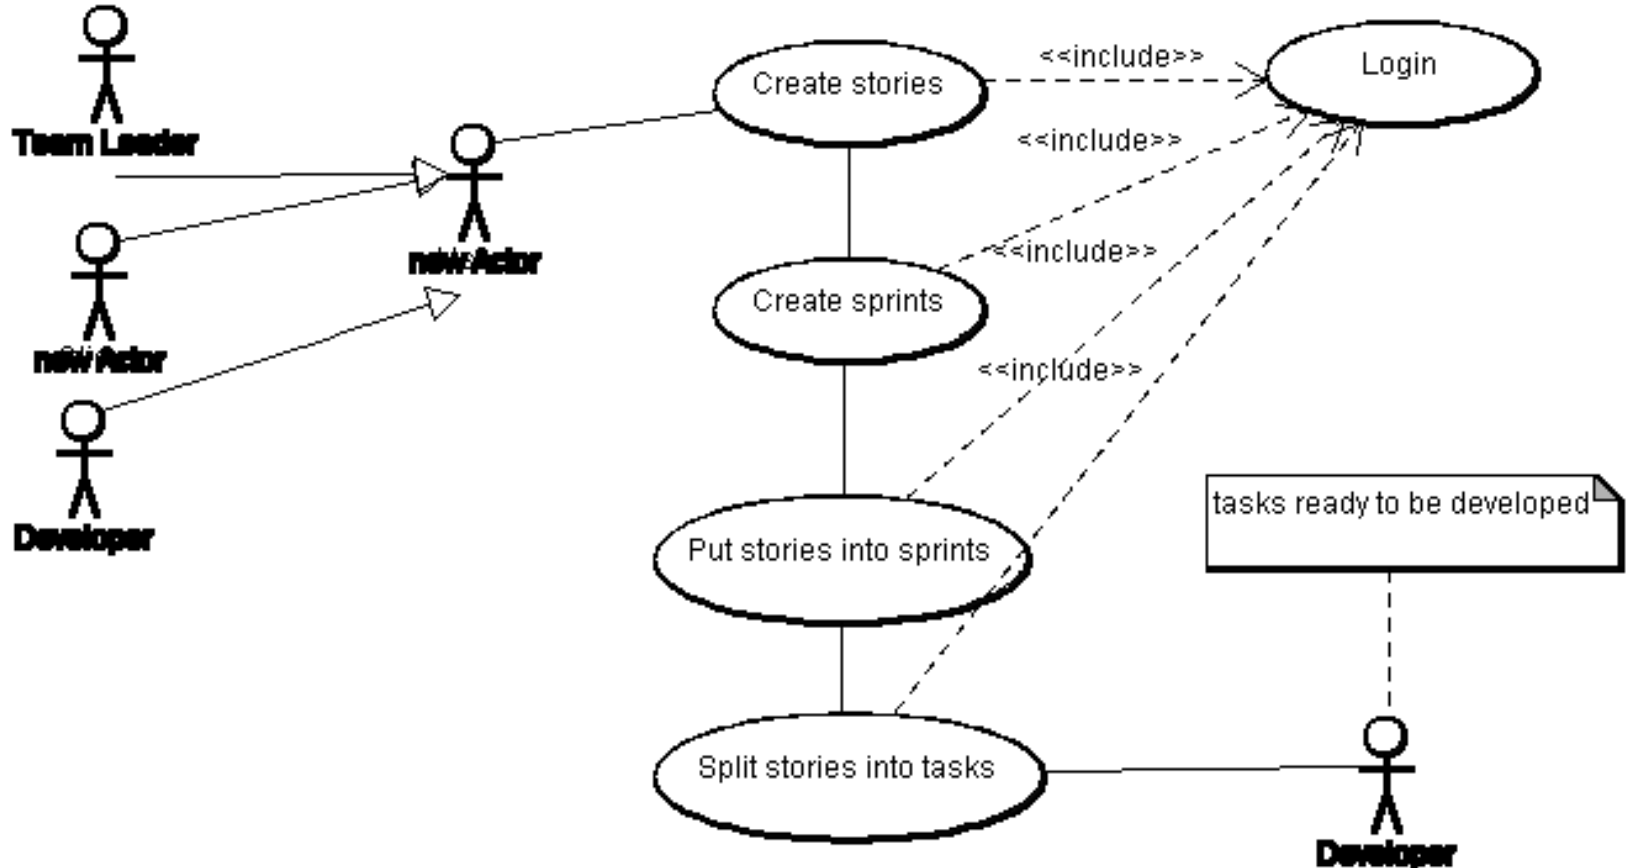 Create stories
<<include>>
Login
Team Leader
<<include>>
new Actor
<<include>>
Create sprints
new Actor
<<include>>
tasks ready to be developed
Developer
Put stories into sprints
Split stories into tasks
Developer